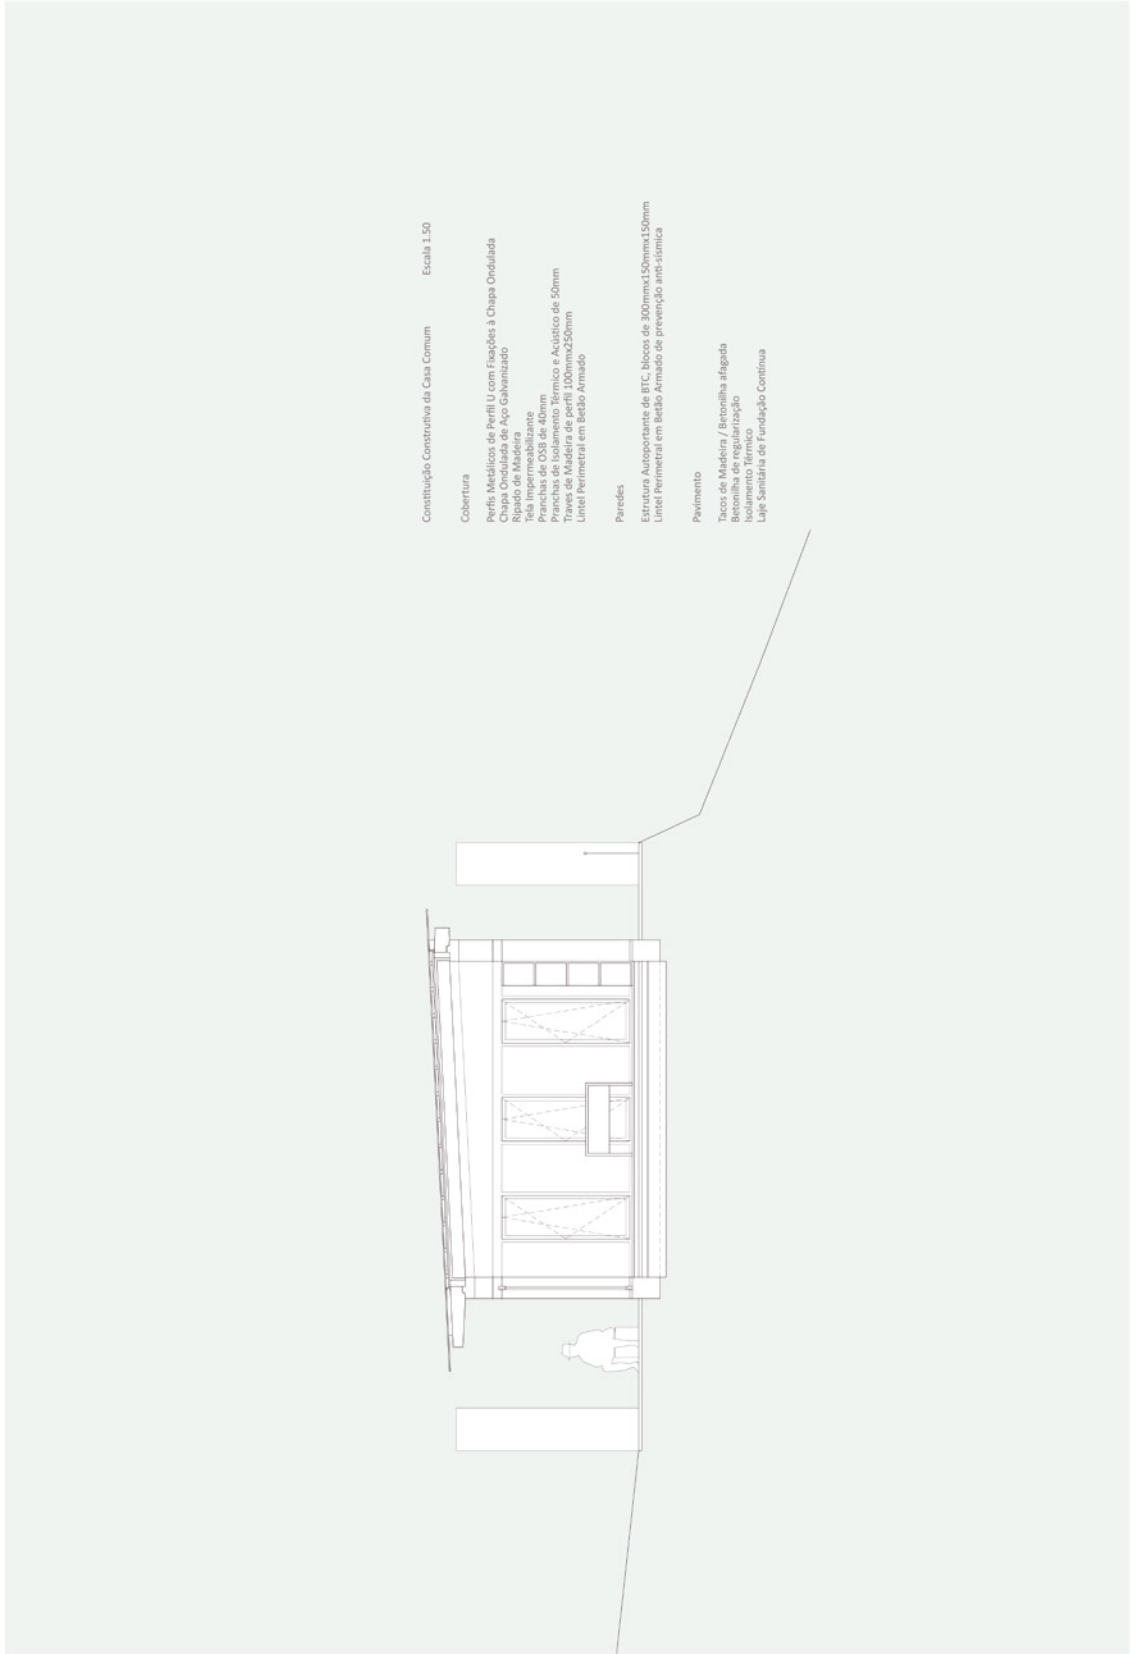 Constituição Construtiva da Casa Comum Escala 1.50
Cobertura
Perfis Metálicos de Perfil U com Fixações à Chapa Ondulada
Chapa Ondulada de Aço Galvanizado
Ripado de Madeira
Tela Impermeabilizante
Pranchas de OSB de 40mm
Pranchas de Isolamento Térmico e Acústico de 50mm
Traves de Madeira de perfil 100mmx250mm
Lintel Perimetral em Betão Armado
Paredes
Estrutura Autoportante de BTC, blocos de 300mmx150mmx150mm
Lintel Perimetral em Betão Armado de prevenção anti-sísmica
Pavimento
Tacos de Madeira / Betonilha afagada
Betonilha de regularização
Isolamento Térmico
Laje Sanitária de Fundação Contínua